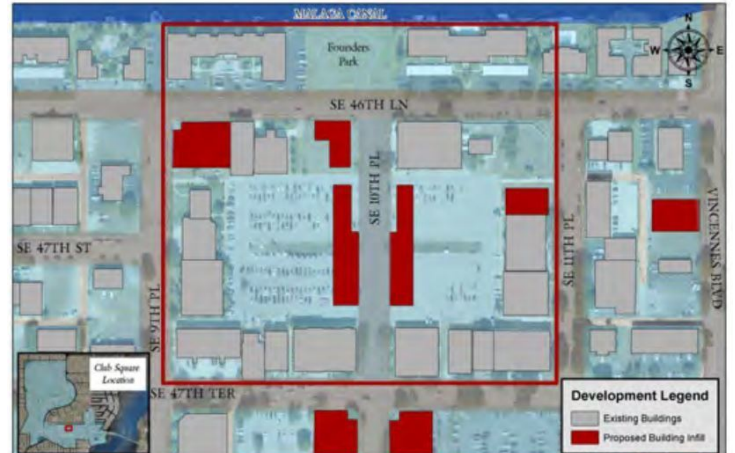 MALAGA CANAL
Founders
Park
N
W
E
S
SE 46TH LN
SE 10TH PL
SE 47TH ST
SE 9TH PL
SE 11TH PL
VINCENNES BLVD
SE 47TH TER
Club Square
Location
Development Legend
Existing Buildings
Proposed Building Infill